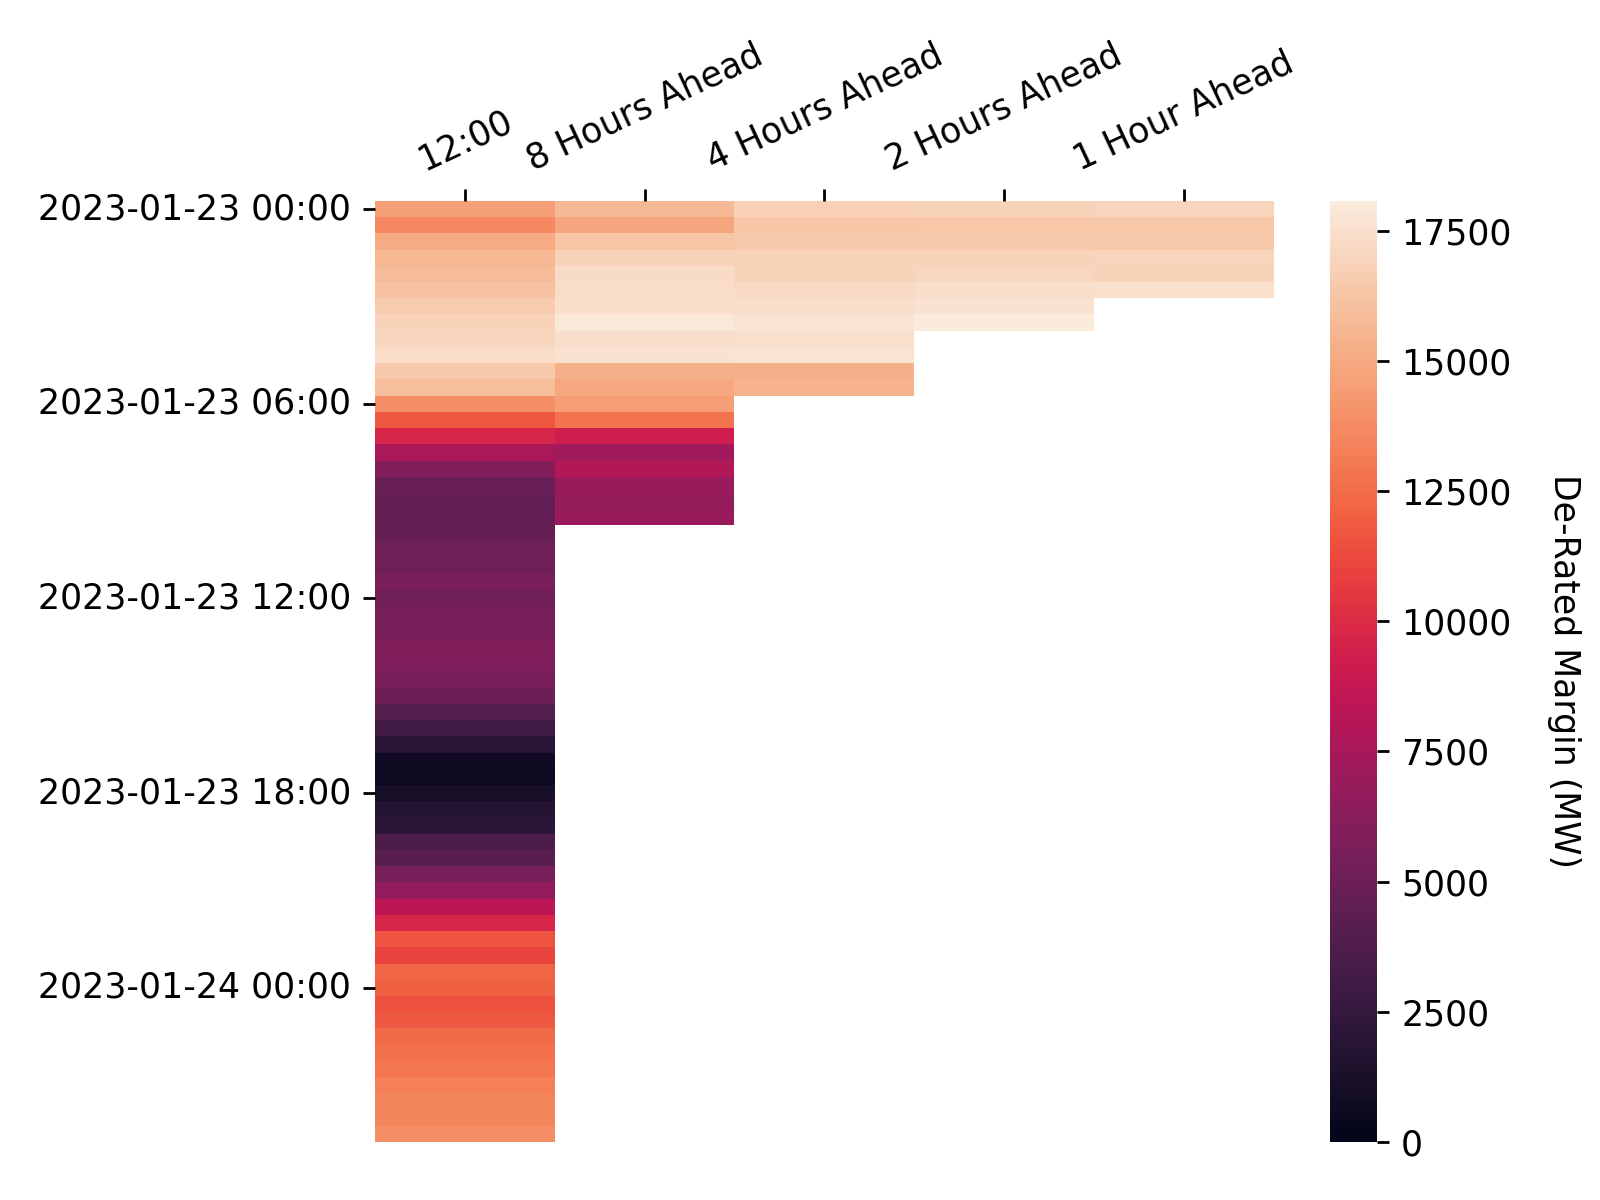 12:00
8 Hours Ahead
4 Hours Ahead
2 Hours Ahead
1 Hour Ahead
2023-01-23 00:00
2023-01-23 06:00
2023-01-23 12:00
2023-01-23 18:00
2023-01-24 00:00
17500
15000
12500
10000
7500
5000
2500
0
De-Rated Margin (MW)